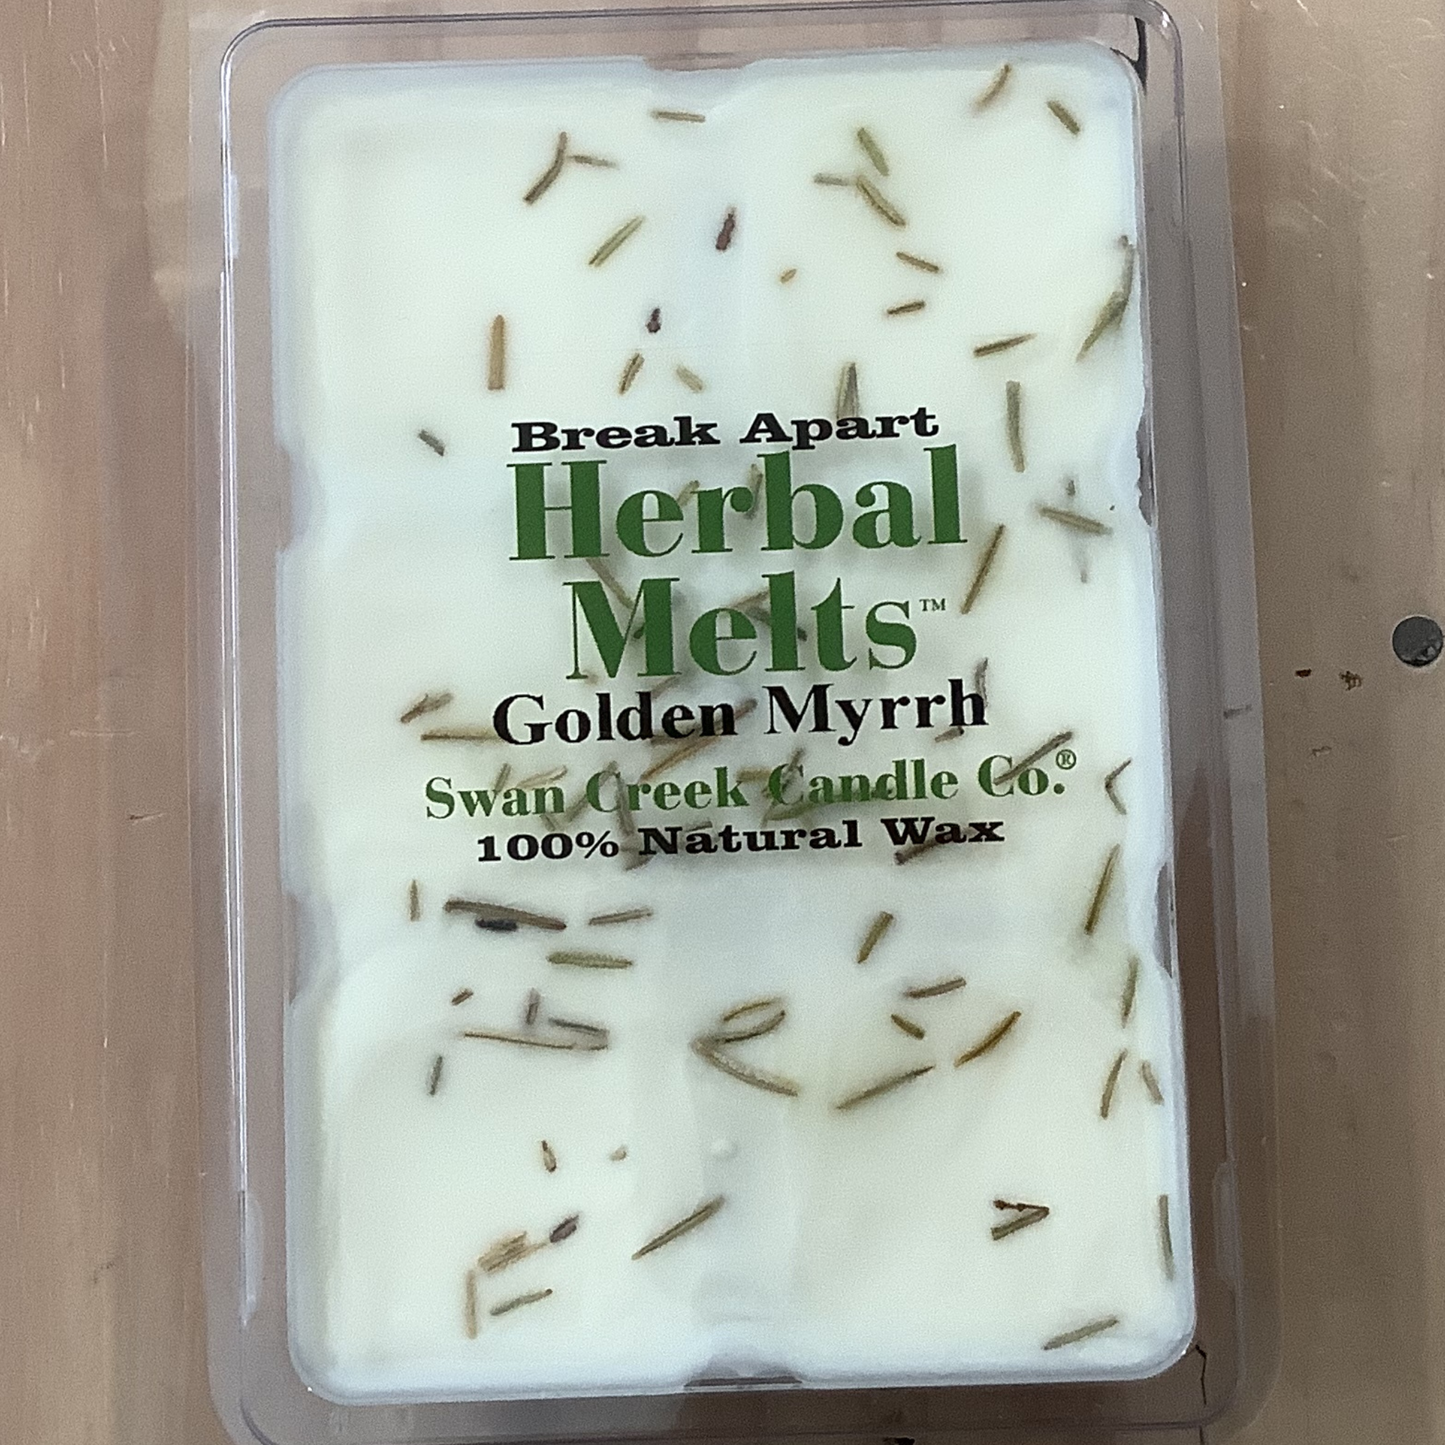 Break Apart
Herbal
Melts™
Golden Myrrh
Swan Creek Candle Co.®
100% Natural Wax